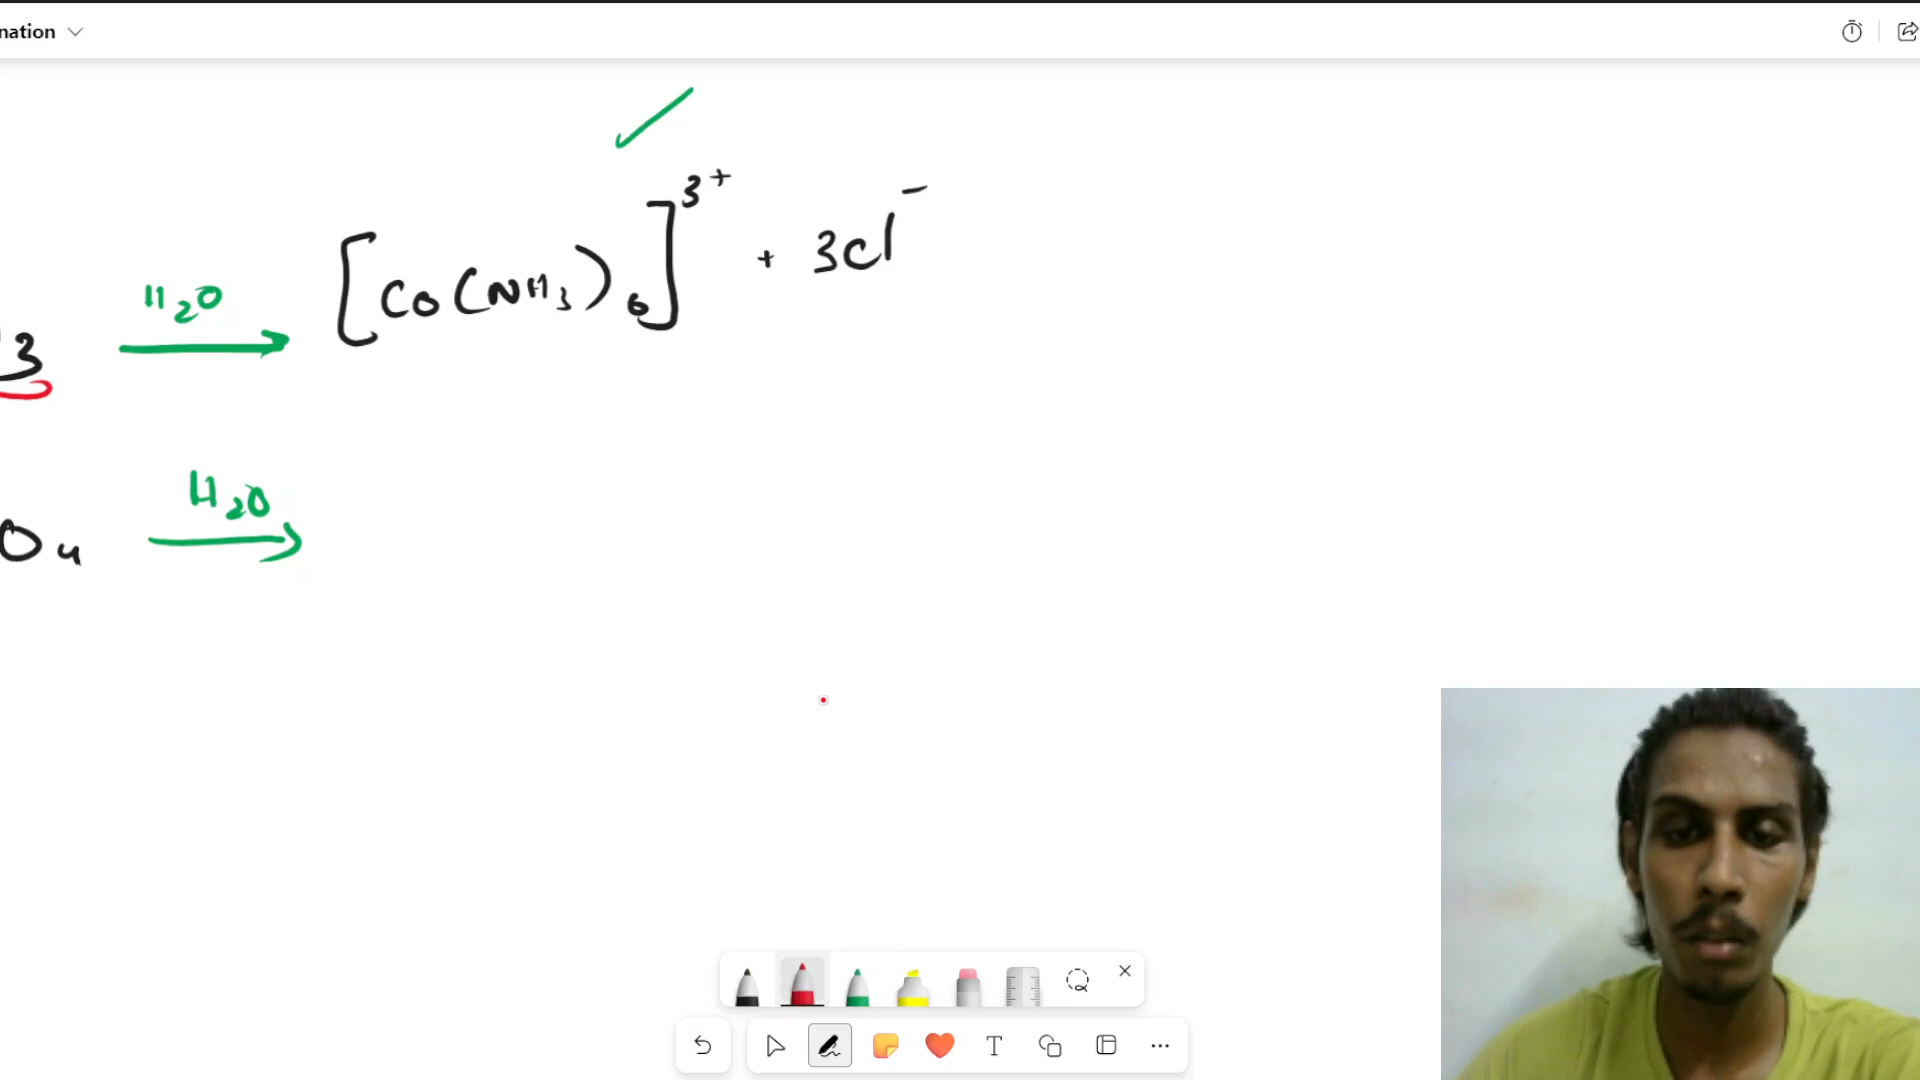 nation
[Co(NH3)6]3+ + 3Cl-
H2O
3
H2O
O4
T